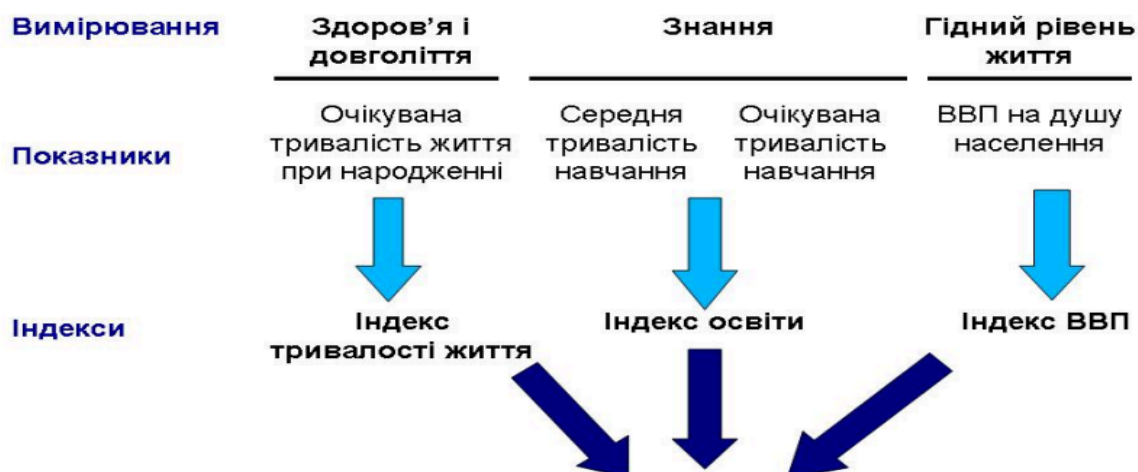 Вимірювання
Здоров’я і
довголіття
Знання
Гідний рівень
життя
Показники
Очікувана
тривалість життя
при народженні
Середня
тривалість
навчання
Очікувана
тривалість
навчання
ВВП на душу
населення
Індекси
Індекс
тривалості життя
Індекс освіти
Індекс ВВП